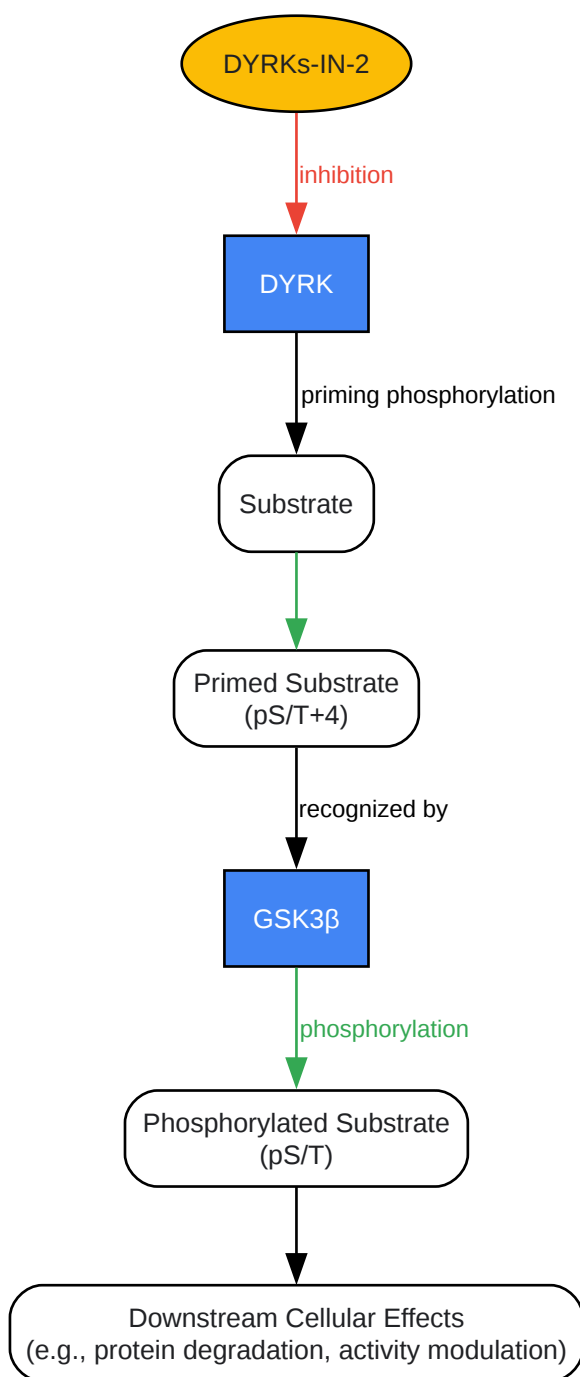 DYRKs-IN-2
inhibition
DYRK
priming phosphorylation
Substrate
Primed Substrate
(pS/T+4)
recognized by
GSK3β
phosphorylation
Phosphorylated Substrate
(pS/T)
Downstream Cellular Effects
(e.g., protein degradation, activity modulation)